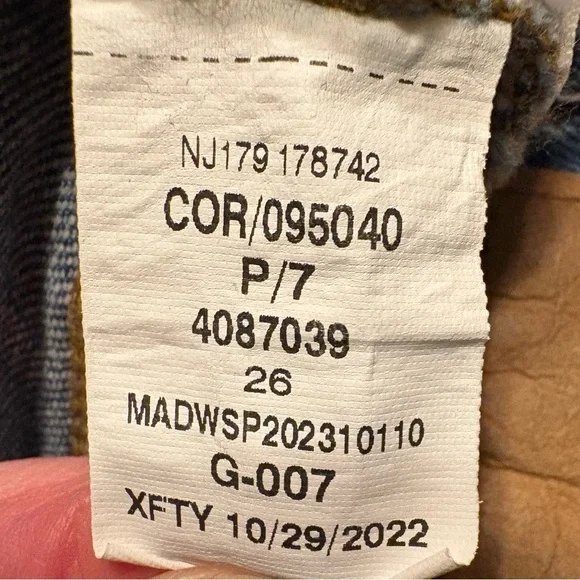 NJ179 178742
COR/095040
P/7
4087039
26
MADWSP202310110
G-007
XFTY 10/29/2022